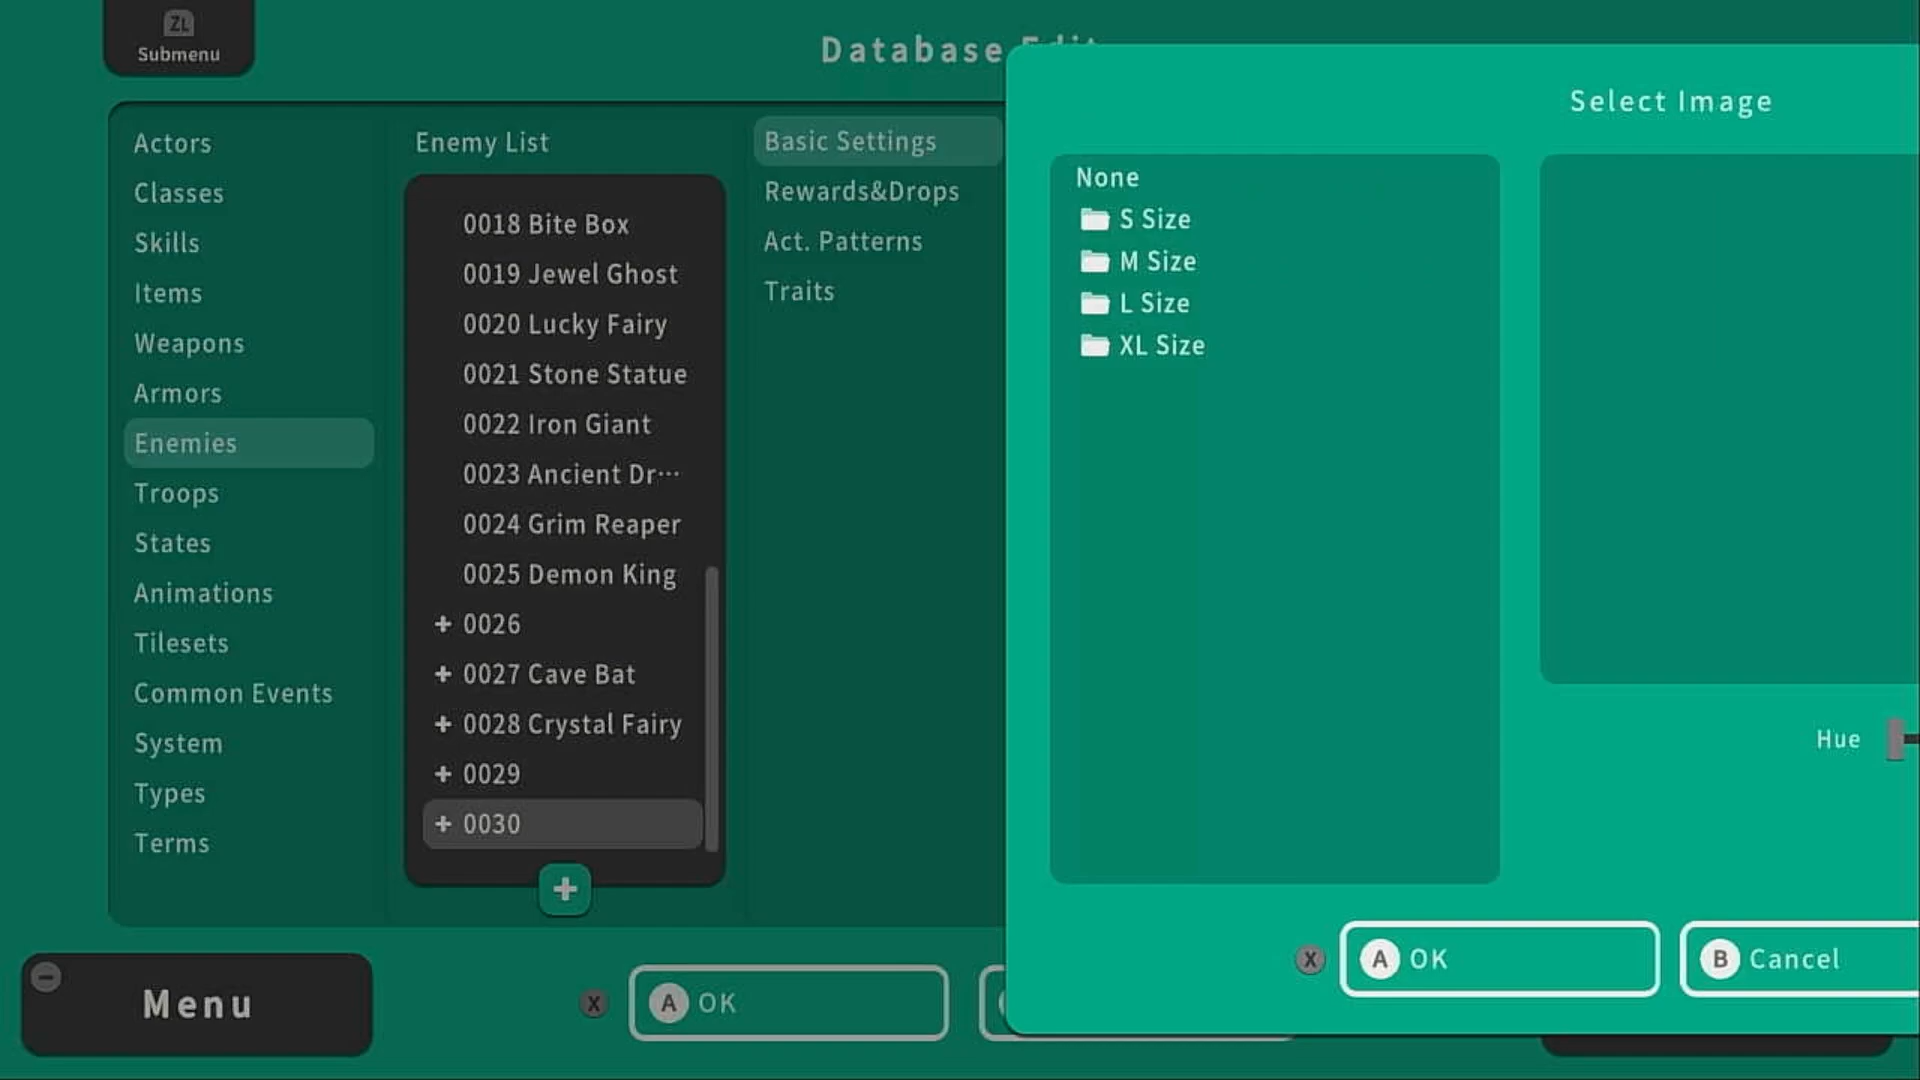 ZL
Submenu
Database Edit
Actors
Classes
Skills
Items
Weapons
Armors
Enemies
Troops
States
Animations
Tilesets
Common Events
System
Types
Terms
Enemy List
0018 Bite Box
0019 Jewel Ghost
0020 Lucky Fairy
0021 Stone Statue
0022 Iron Giant
0023 Ancient Dr···
0024 Grim Reaper
0025 Demon King
+ 0026
+ 0027 Cave Bat
+ 0028 Crystal Fairy
+ 0029
+ 0030
+
Basic Settings
Rewards&Drops
Act. Patterns
Traits
Select Image
None
S Size
M Size
L Size
XL Size
Hue
X
A OK
B Cancel
Menu
X
A OK